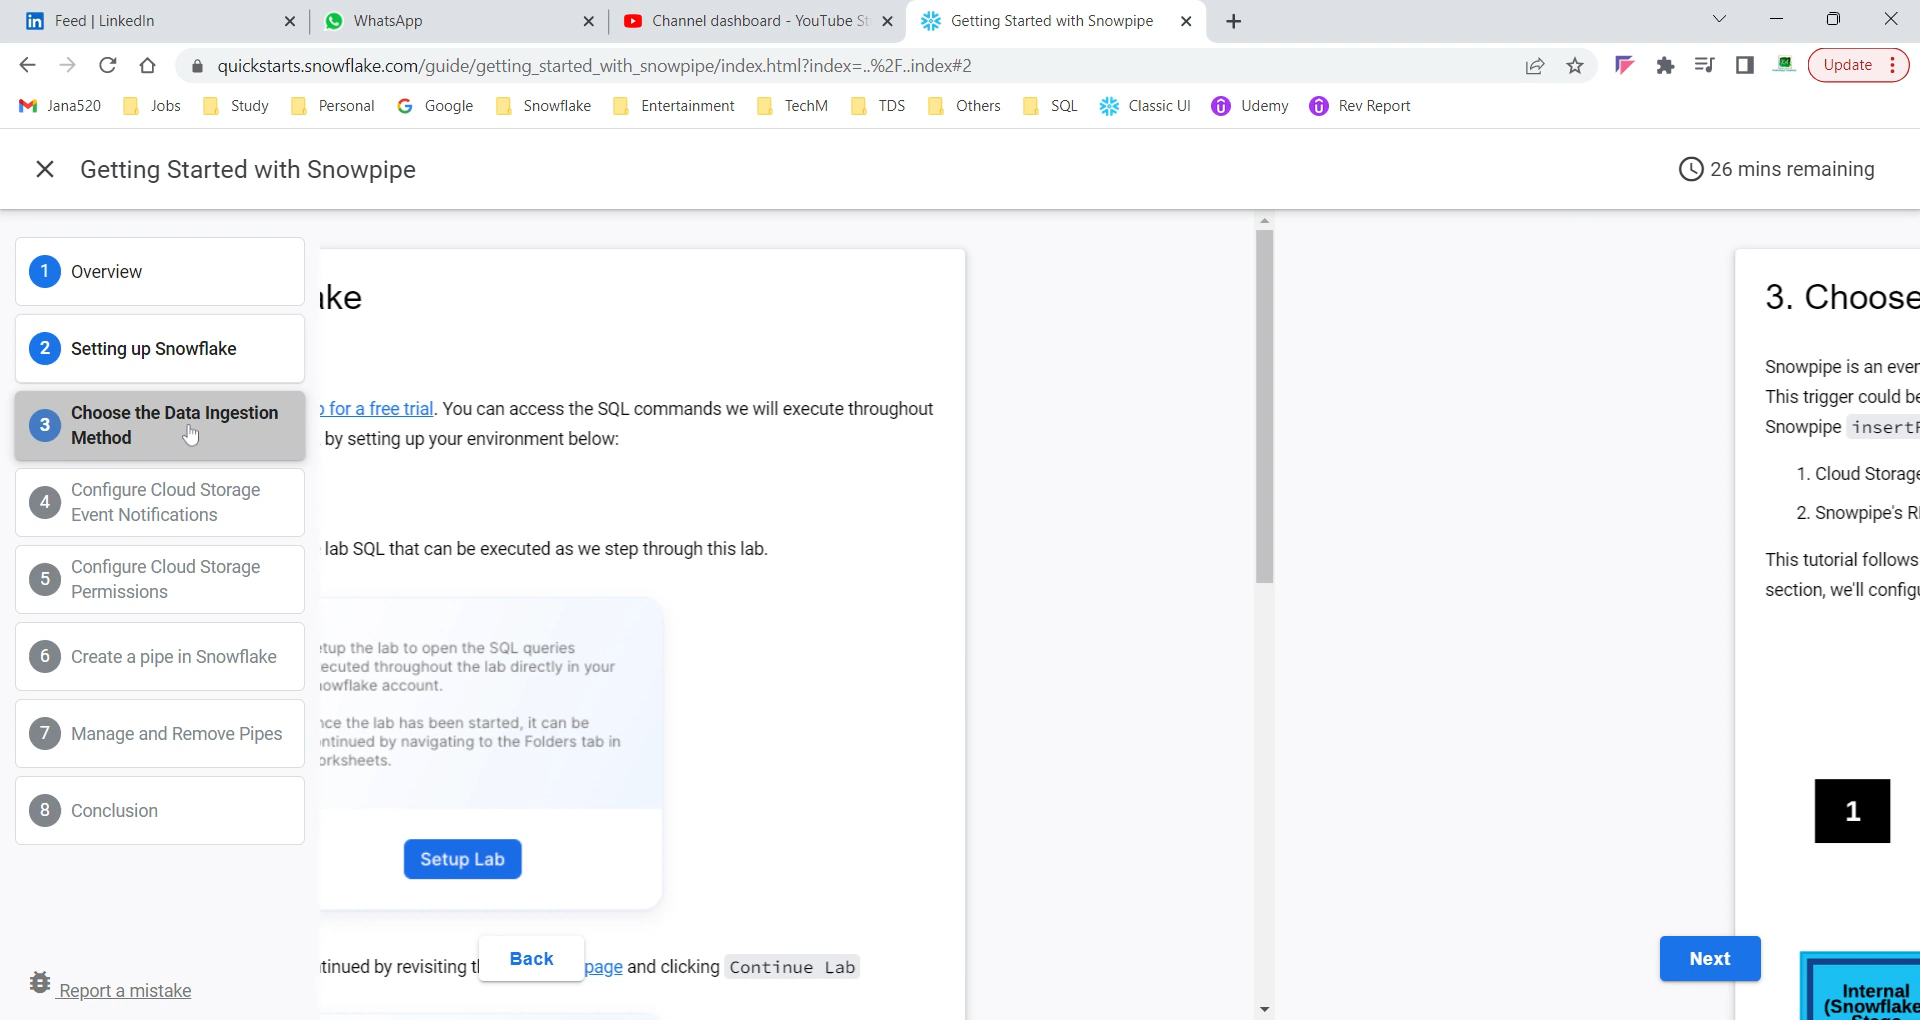 Feed | LinkedIn
WhatsApp
Channel dashboard - YouTube St
Getting Started with Snowpipe
quickstarts.snowflake.com/guide/getting_started_with_snowpipe/index.html?index=..%2F..index#2
Update
Jana520
Jobs
Study
Personal
Google
Snowflake
Entertainment
TechM
TDS
Others
SQL
Classic UI
Udemy
Rev Report
Getting Started with Snowpipe
26 mins remaining
1 Overview
2 Setting up Snowflake
3 Choose the Data Ingestion
Method
4 Configure Cloud Storage
Event Notifications
5 Configure Cloud Storage
Permissions
6 Create a pipe in Snowflake
7 Manage and Remove Pipes
8 Conclusion
Report a mistake
ake
for a free trial. You can access the SQL commands we will execute throughout
by setting up your environment below:
lab SQL that can be executed as we step through this lab.
tup the lab to open the SQL queries
ecuted throughout the lab directly in your
owflake account.
ce the lab has been started, it can be
ntinued by navigating to the Folders tab in
orksheets.
Setup Lab
tinued by revisiting t
page and clicking Continue Lab
Back
3. Choose
Snowpipe is an ever
This trigger could be
Snowpipe insert
1. Cloud Storage
2. Snowpipe's R
This tutorial follows
section, we'll config
1
Next
Internal
(Snowflake